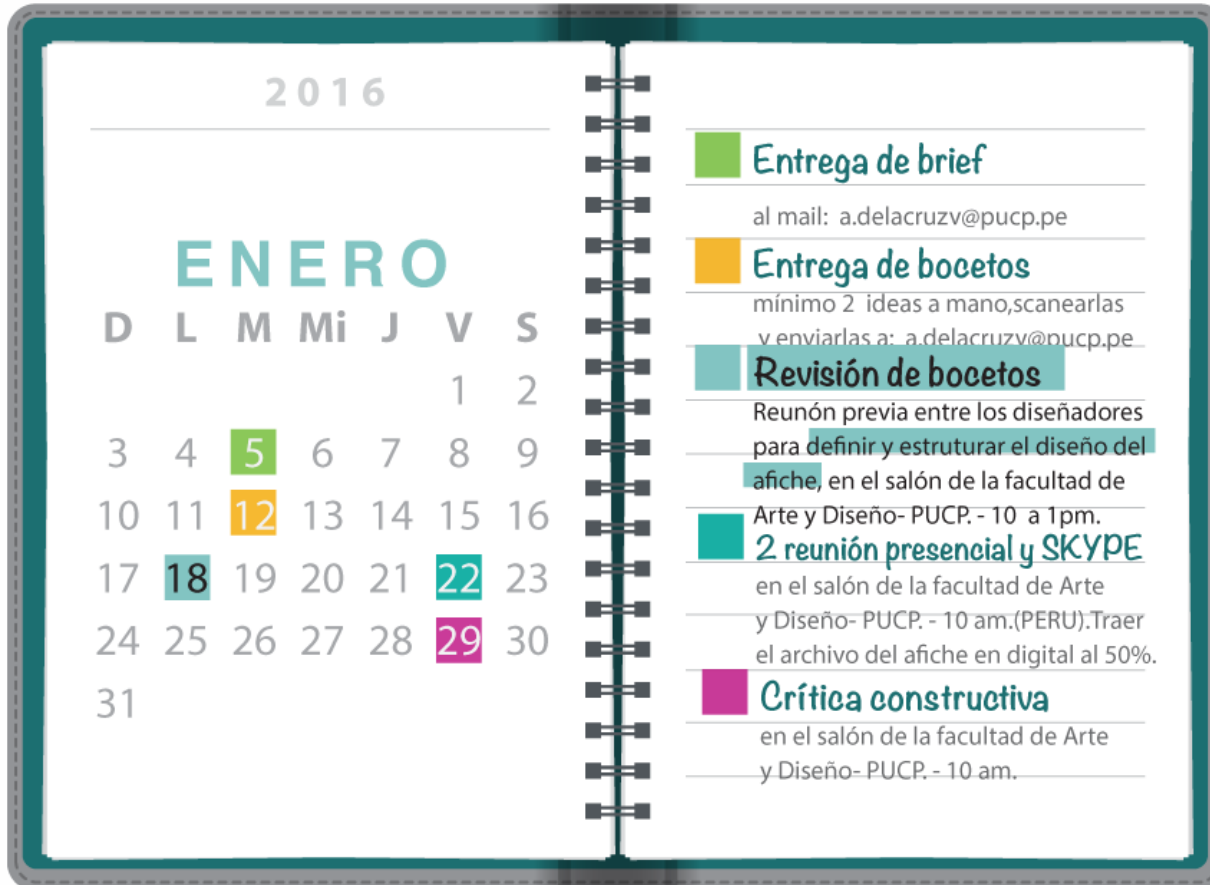 2016
ENERO
D L M Mi J V S
1 2
3 4 5 6 7 8 9
10 11 12 13 14 15 16
17 18 19 20 21 22 23
24 25 26 27 28 29 30
31
Entrega de brief
al mail: a.delacruzv@pucp.pe
Entrega de bocetos
mínimo 2 ideas a mano,scanearlas
y enviarlas a: a.delacruzv@pucp.pe
Revisión de bocetos
Reunón previa entre los diseñadores
para definir y estruturar el diseño del
afiche, en el salón de la facultad de
Arte y Diseño- PUCP. - 10 a 1pm.
2 reunión presencial y SKYPE
en el salón de la facultad de Arte
y Diseño- PUCP. - 10 am.(PERU).Traer
el archivo del afiche en digital al 50%.
Crítica constructiva
en el salón de la facultad de Arte
y Diseño- PUCP. - 10 am.